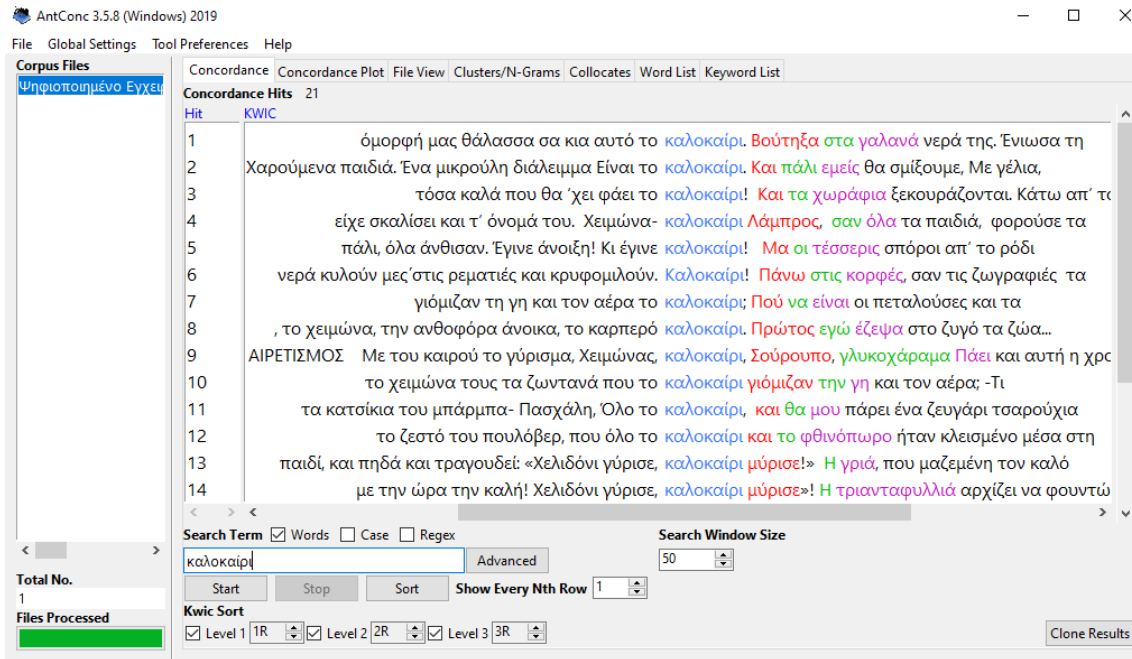 AntConc 3.5.8 (Windows) 2019
File Global Settings Tool Preferences Help
Corpus Files
Ψηφιοποιημένο Εγχει
Total No.
1
Files Processed
Concordance Concordance Plot File View Clusters/N-Grams Collocates Word List Keyword List
Concordance Hits 21
Hit KWIC
1 όμορφή μας θάλασσα σα κια αυτό το καλοκαίρι. Βούτηξα στα γαλανά νερά της. Ένιωσα τη
2 Χαρούμενα παιδιά. Ένα μικρούλη διάλειμμα Είναι το καλοκαίρι. Και πάλι εμείς θα σμίξουμε, Με γέλια,
3 τόσα καλά που θα ‘χει φάει το καλοκαίρι! Και τα χωράφια ξεκουράζονται. Κάτω απ’ το
4 είχε σκαλίσει και τ’ όνομά του. Χειμώνα- καλοκαίρι Λάμπρος, σαν όλα τα παιδιά, φορούσε τα
5 πάλι, όλα άνθισαν. Έγινε άνοιξη! Κι έγινε καλοκαίρι! Μα οι τέσσερις σπόροι απ’ το ρόδι
6 νερά κυλούν μες΄στις ρεματιές και κρυφομιλούν. Καλοκαίρι! Πάνω στις κορφές, σαν τις ζωγραφιές τα
7 γιόμιζαν τη γη και τον αέρα το καλοκαίρι; Πού να είναι οι πεταλούσες και τα
8 , το χειμώνα, την ανθοφόρα άνοικα, το καρπερό καλοκαίρι. Πρώτος εγώ έζεψα στο ζυγό τα ζώα...
9 ΑΙΡΕΤΙΣΜΟΣ Με του καιρού το γύρισμα, Χειμώνας, καλοκαίρι, Σούρουπο, γλυκοχάραμα Πάει και αυτή η χρο
10 το χειμώνα τους τα ζωντανά που το καλοκαίρι γιόμιζαν την γη και τον αέρα; -Τι
11 τα κατσίκια του μπάρμπα- Πασχάλη, Όλο το καλοκαίρι, και θα μου πάρει ένα ζευγάρι τσαρούχια
12 το ζεστό του πουλόβερ, που όλο το καλοκαίρι και το φθινόπωρο ήταν κλεισμένο μέσα στη
13 παιδί, και πηδά και τραγουδεί: «Χελιδόνι γύρισε, καλοκαίρι μύρισε!» Η γριά, που μαζεμένη τον καλό
14 με την ώρα την καλή! Χελιδόνι γύρισε, καλοκαίρι μύρισε»! Η τριανταφυλλιά αρχίζει να φουντώ
Search Term Words Case Regex Search Window Size
καλοκαίρι Advanced 50
Start Stop Sort Show Every Nth Row 1
Kwic Sort
Level 1 1R Level 2 2R Level 3 3R Clone Results